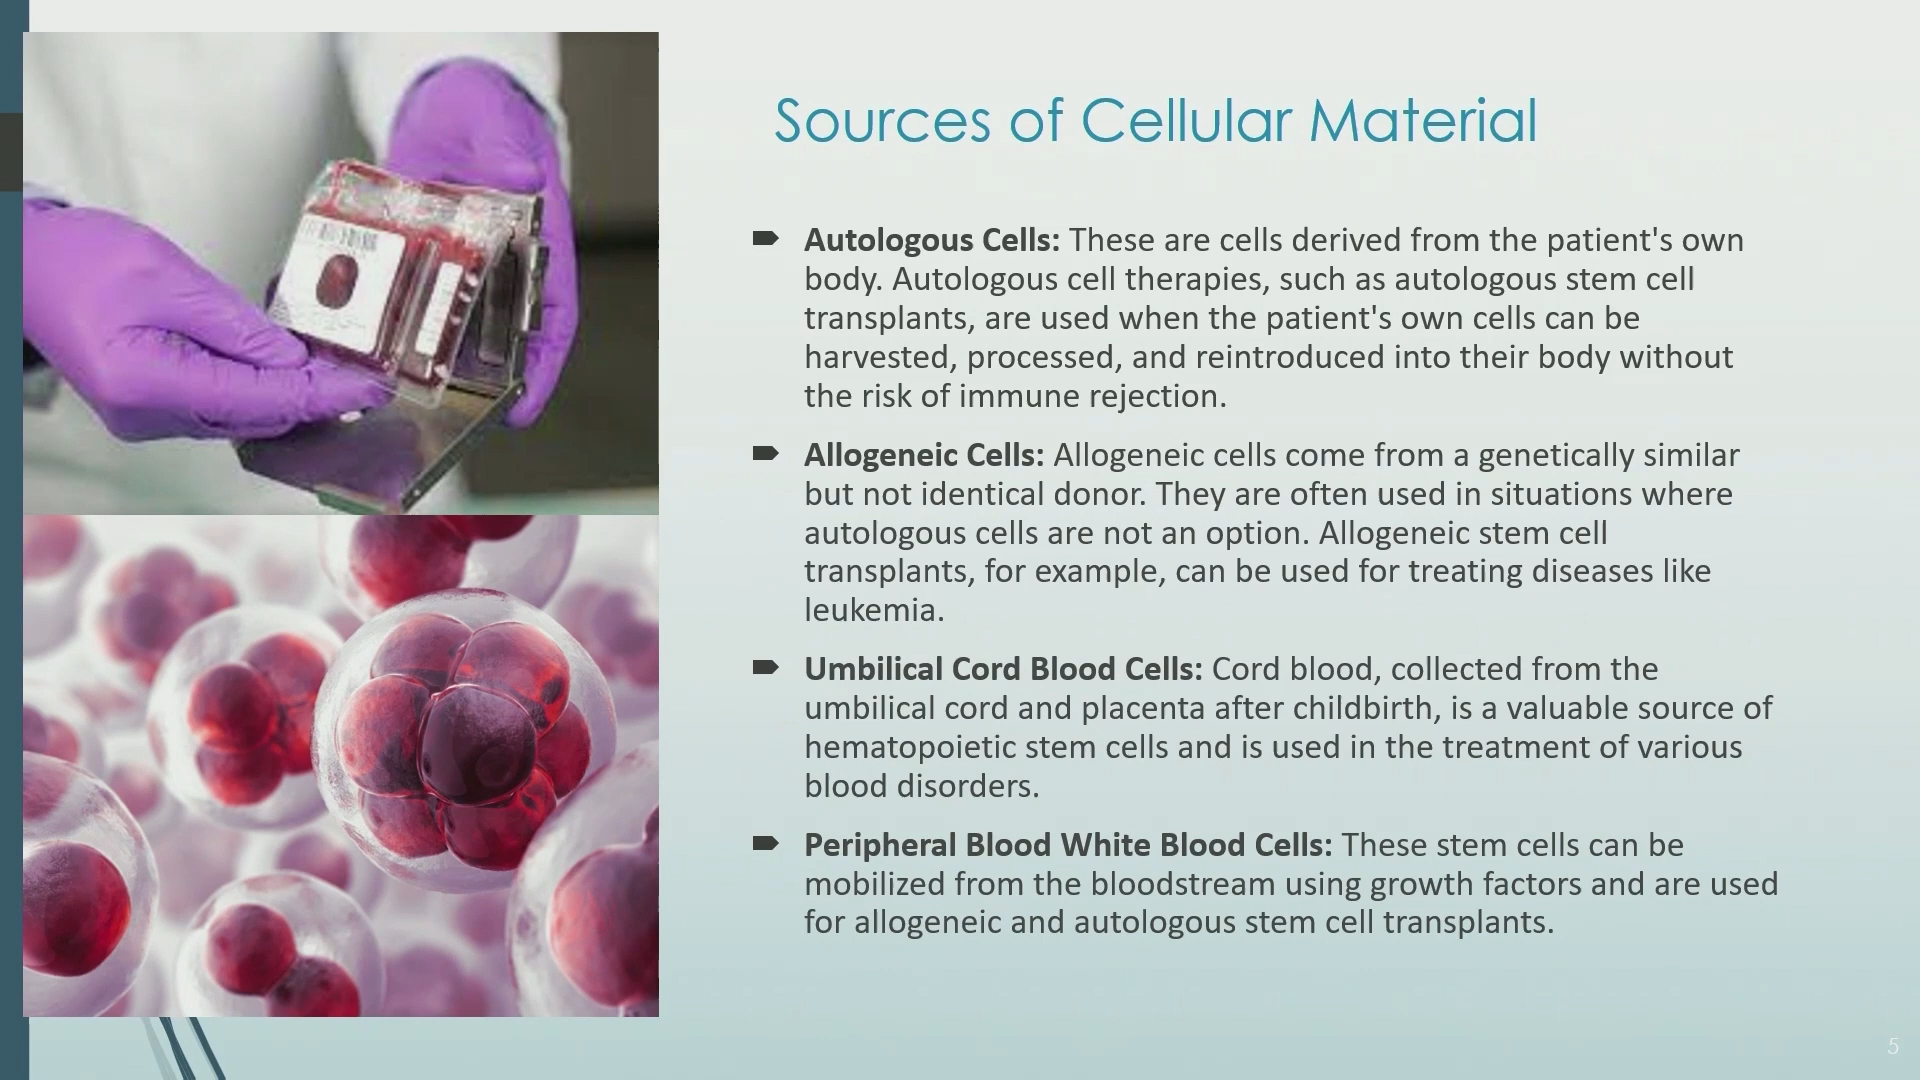 Sources of Cellular Material
Autologous Cells: These are cells derived from the patient's own
body. Autologous cell therapies, such as autologous stem cell
transplants, are used when the patient's own cells can be
harvested, processed, and reintroduced into their body without
the risk of immune rejection.
Allogeneic Cells: Allogeneic cells come from a genetically similar
but not identical donor. They are often used in situations where
autologous cells are not an option. Allogeneic stem cell
transplants, for example, can be used for treating diseases like
leukemia.
Umbilical Cord Blood Cells: Cord blood, collected from the
umbilical cord and placenta after childbirth, is a valuable source of
hematopoietic stem cells and is used in the treatment of various
blood disorders.
Peripheral Blood White Blood Cells: These stem cells can be
mobilized from the bloodstream using growth factors and are used
for allogeneic and autologous stem cell transplants.
5